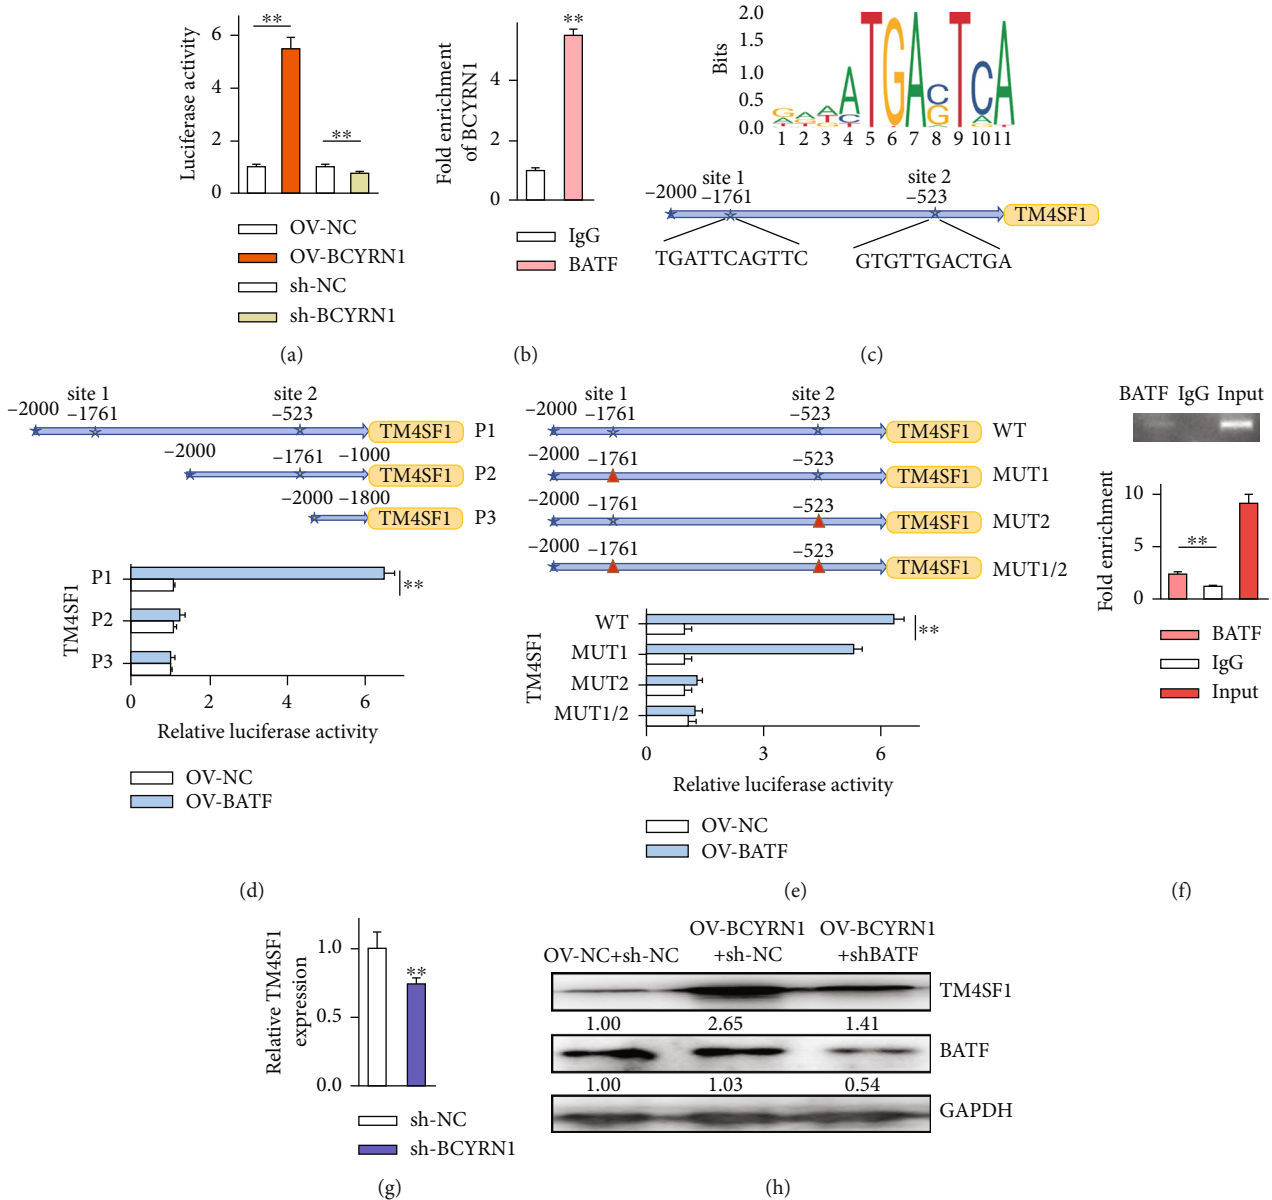 **
6
4
2
0
Luciferase activity
**
OV-NC
OV-BCYRN1
sh-NC
sh-BCYRN1
(a)
**
4
2
0
Fold enrichment
of BCYRN1
IgG
BATF
(b)
2.0
1.5
1.0
0.5
0.0
Bits
TGA TCA
1 2 3 4 5 6 7 8 9 10 11
site 1
site 2
−2000
−1761
−523
TM4SF1
TGATTCAGTTC
GTGTTGACTGA
(c)
site 1
site 2
−2000
−1761
−523
TM4SF1 P1
−2000
−1761
−1000
TM4SF1 P2
−2000 −1800
TM4SF1 P3
TM4SF1
P1
P2
P3
**
0 2 4 6
Relative luciferase activity
OV-NC
OV-BATF
(d)
site 1
site 2
−2000
−1761
−523
TM4SF1 WT
−2000
−1761
−523
TM4SF1 MUT1
−2000
−1761
−523
TM4SF1 MUT2
−2000
−1761
−523
TM4SF1 MUT1/2
TM4SF1
WT
MUT1
MUT2
MUT1/2
**
0 3 6
Relative luciferase activity
OV-NC
OV-BATF
(e)
BATF IgG Input
10
5
0
Fold enrichment
**
BATF
IgG
Input
(f)
Relative TM4SF1
expression
1.0
0.5
0.0
**
sh-NC
sh-BCYRN1
(g)
OV-NC+sh-NC
OV-BCYRN1
+sh-NC
OV-BCYRN1
+shBATF
TM4SF1
1.00 2.65 1.41
BATF
1.00 1.03 0.54
GAPDH
(h)